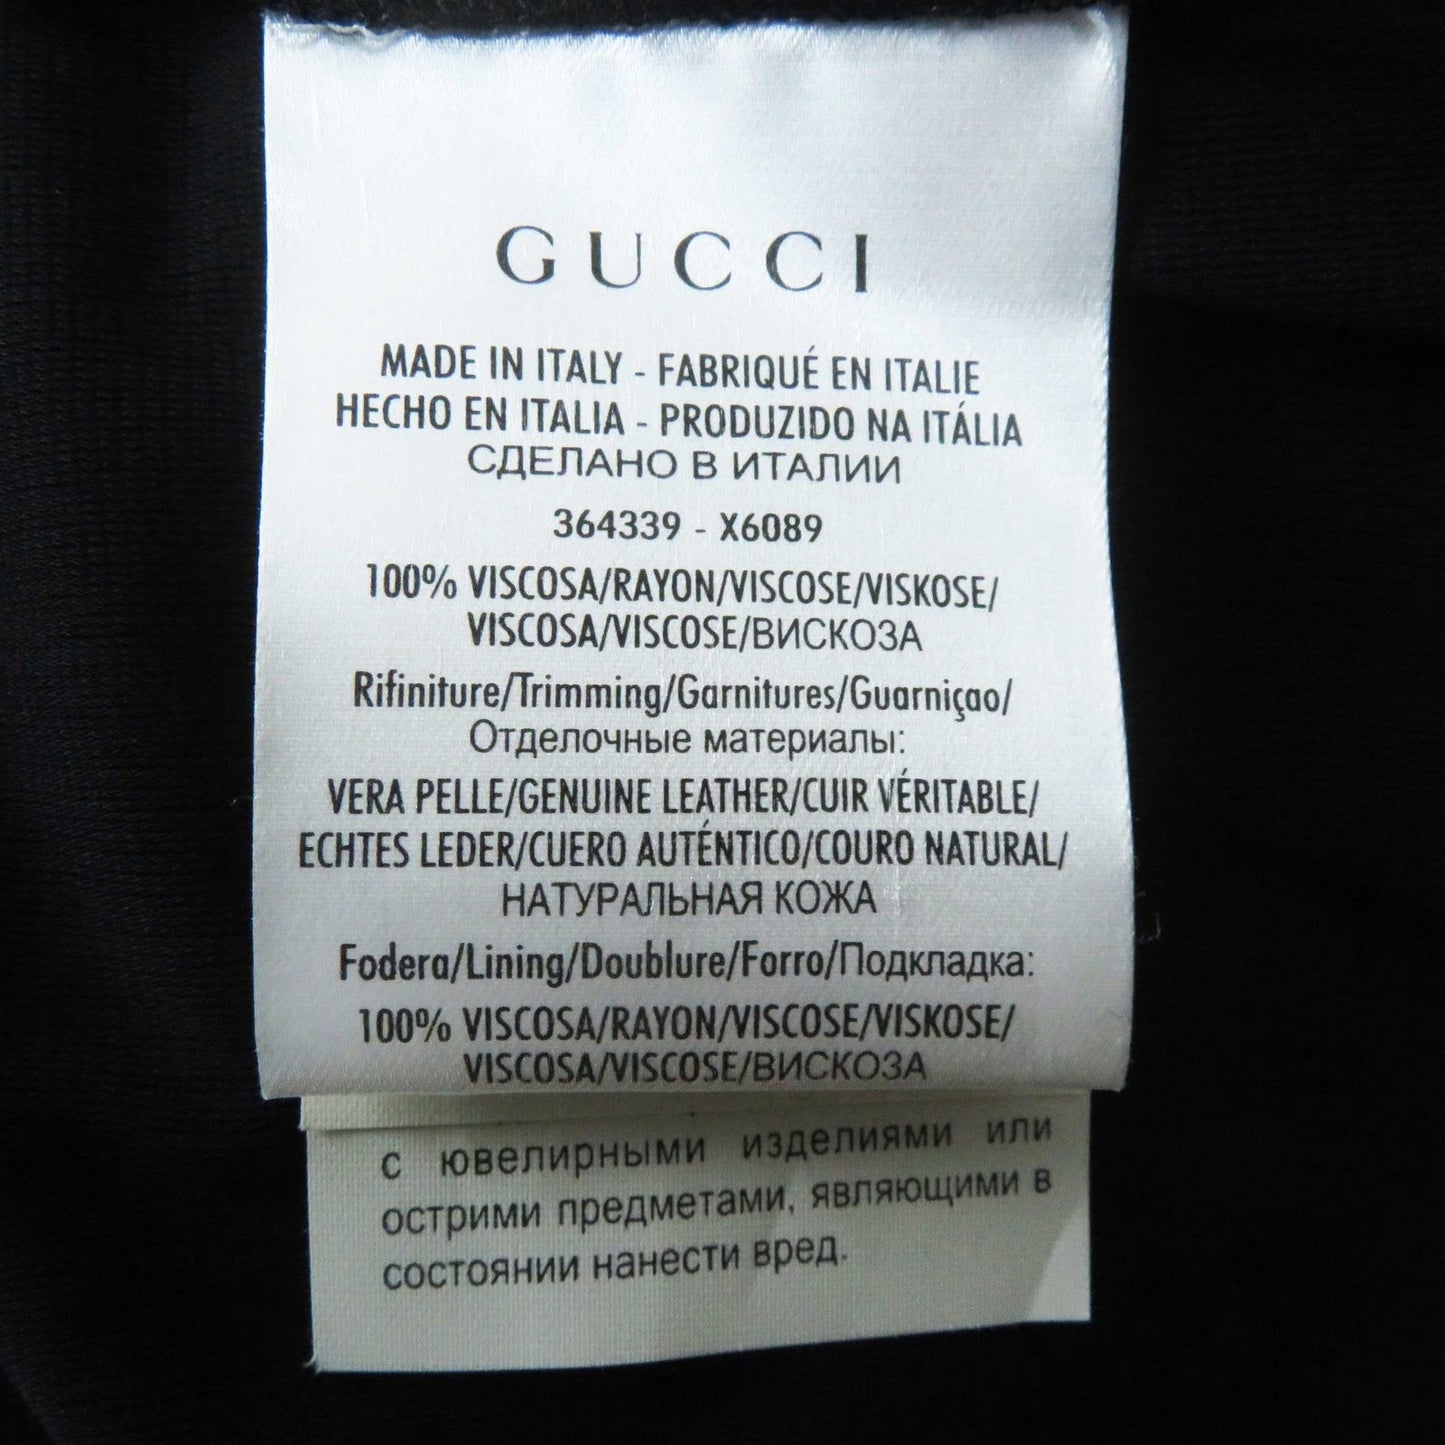 GUCCI
MADE IN ITALY - FABRIQUÉ EN ITALIE
HECHO EN ITALIA - PRODUZIDO NA ITÁLIA
СДЕЛАНО В ИТАЛИИ
364339 - X6089
100% VISCOSA/RAYON/VISCOSE/VISKOSE/
VISCOSA/VISCOSE/ВИСКОЗА
Rifiniture/Trimming/Garnitures/Guarniçao/
Отделочные материалы:
VERA PELLE/GENUINE LEATHER/CUIR VÉRITABLE/
ECHTES LEDER/CUERO AUTÉNTICO/COURO NATURAL/
НАТУРАЛЬНАЯ КОЖА
Fodera/Lining/Doublure/Forro/Подкладка:
100% VISCOSA/RAYON/VISCOSE/VISKOSE/
VISCOSA/VISCOSE/ВИСКОЗА
с ювелирными изделиями или
острими предметами, являющими в
состоянии нанести вред.